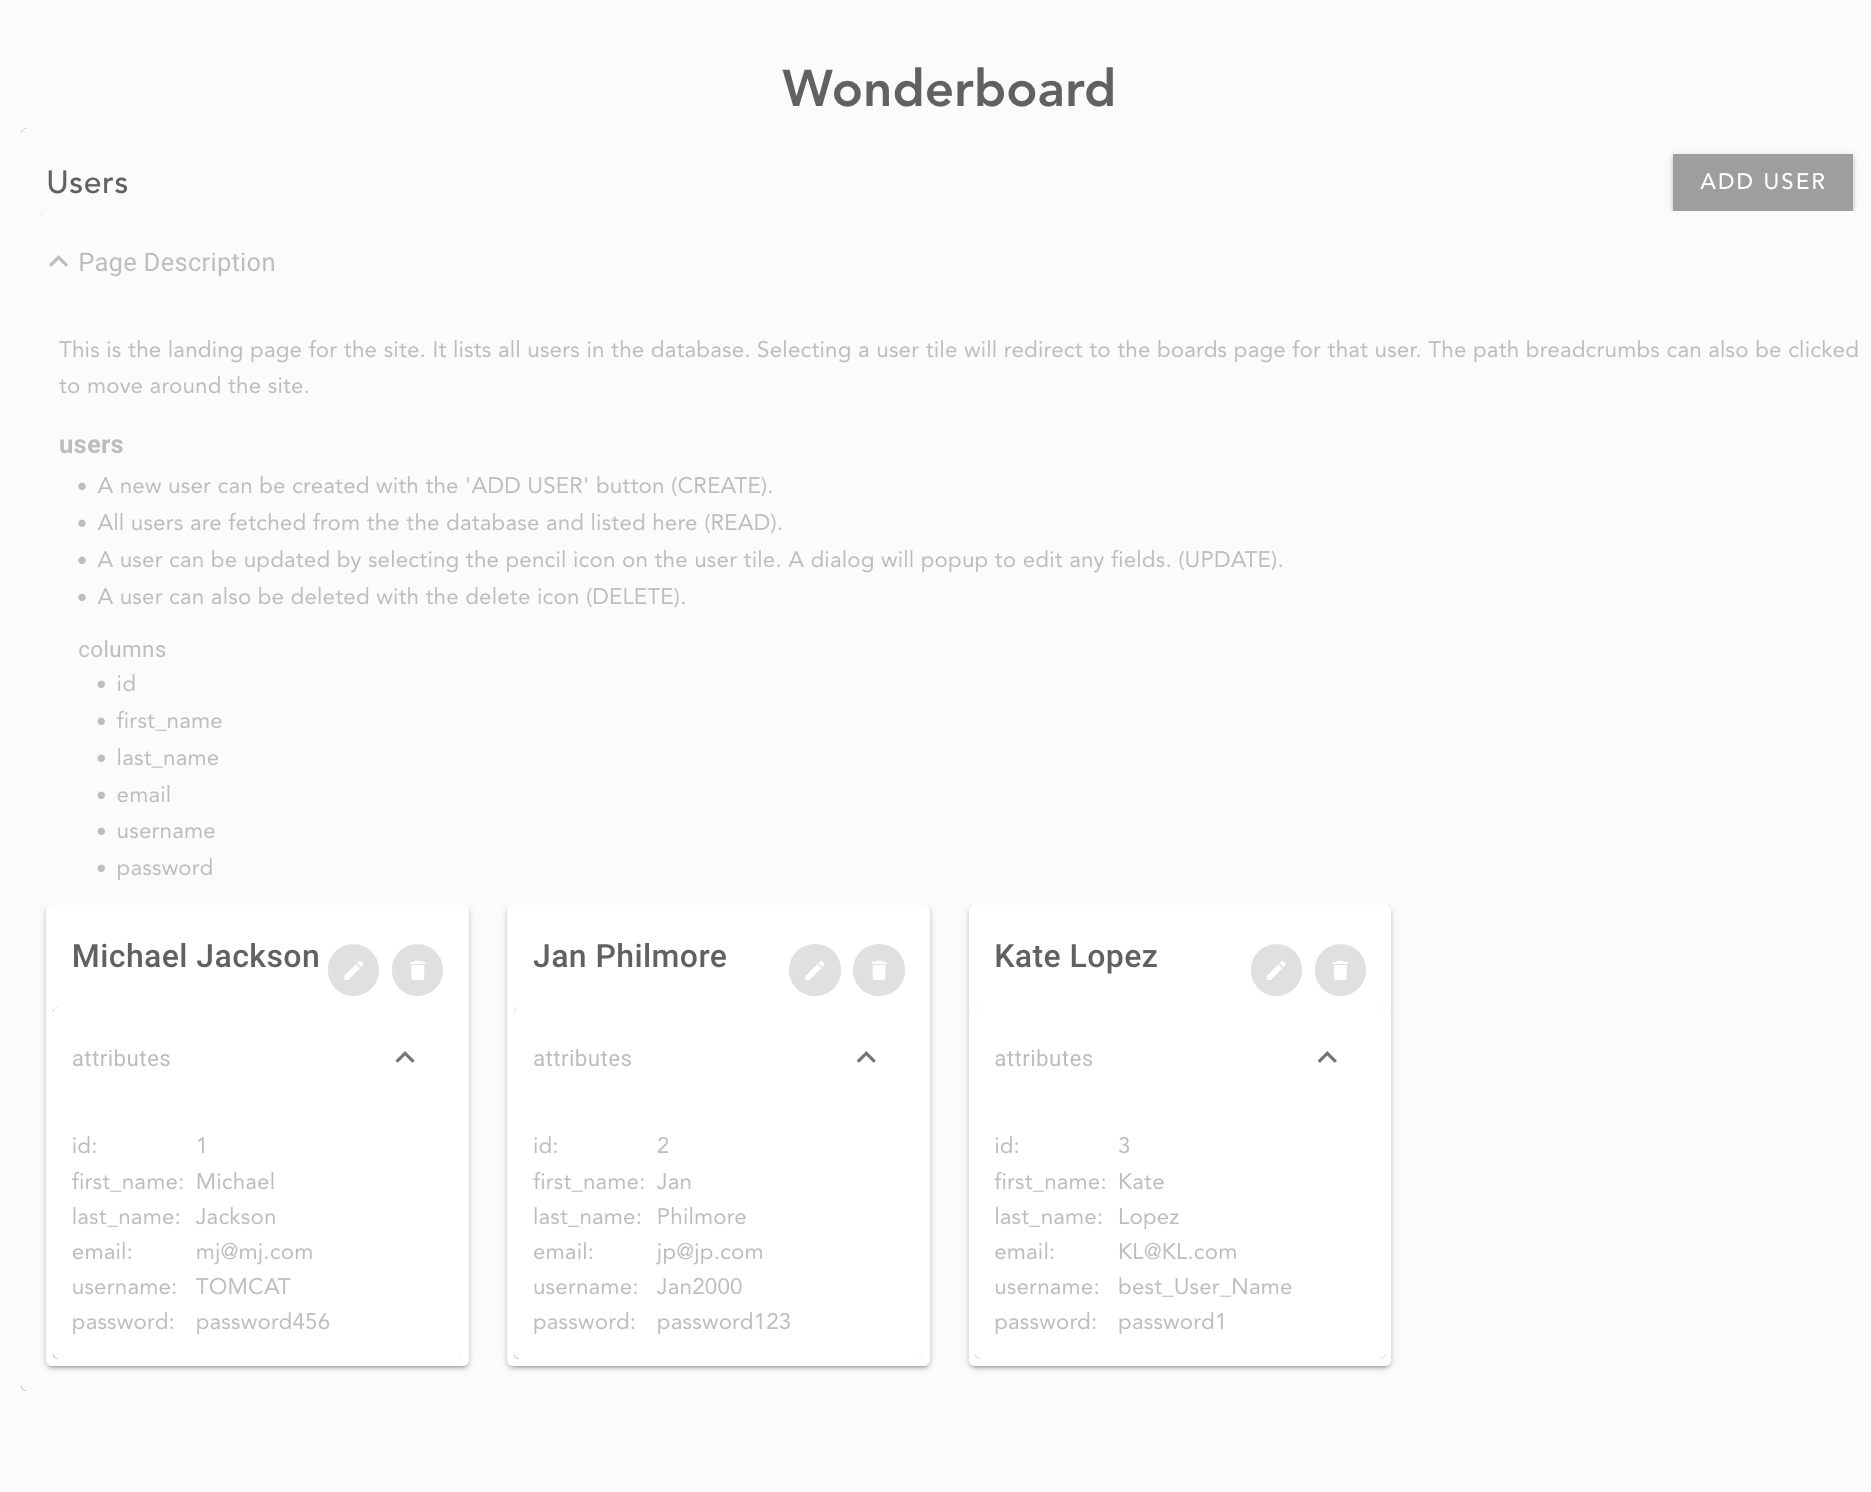 Wonderboard
Users
ADD USER
Page Description
This is the landing page for the site. It lists all users in the database. Selecting a user tile will redirect to the boards page for that user. The path breadcrumbs can also be clicked
to move around the site.
users
• A new user can be created with the 'ADD USER' button (CREATE).
• All users are fetched from the the database and listed here (READ).
• A user can be updated by selecting the pencil icon on the user tile. A dialog will popup to edit any fields. (UPDATE).
• A user can also be deleted with the delete icon (DELETE).
columns
• id
• first_name
• last_name
• email
• username
• password
Michael Jackson
attributes
id: 1
first_name: Michael
last_name: Jackson
email: mj@mj.com
username: TOMCAT
password: password456
Jan Philmore
attributes
id: 2
first_name: Jan
last_name: Philmore
email: jp@jp.com
username: Jan2000
password: password123
Kate Lopez
attributes
id: 3
first_name: Kate
last_name: Lopez
email: KL@KL.com
username: best_User_Name
password: password1